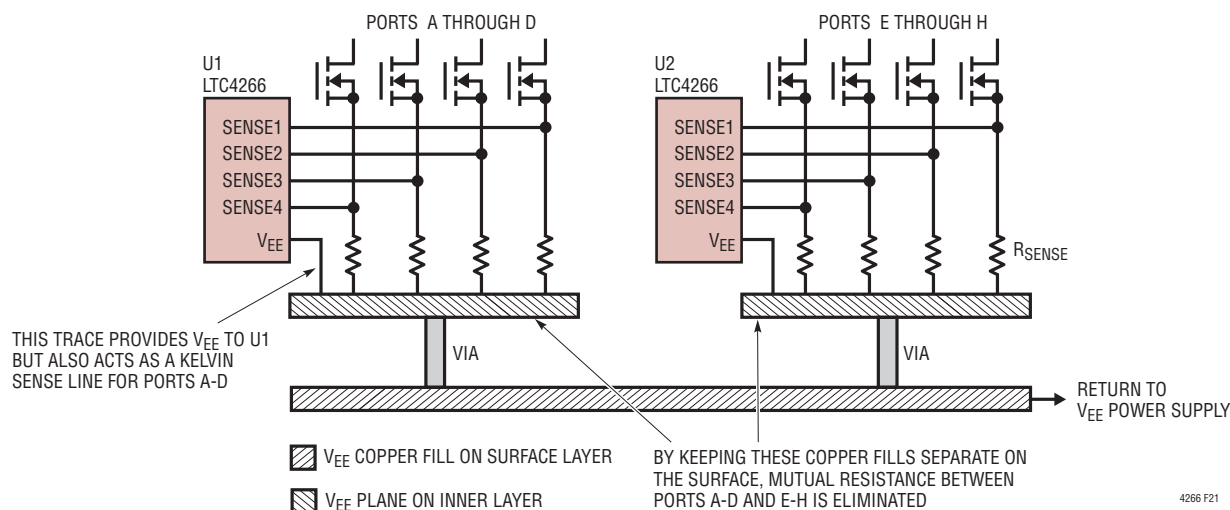 PORTS A THROUGH D
PORTS E THROUGH H
U1
LTC4266
SENSE1
SENSE2
SENSE3
SENSE4
VEE
U2
LTC4266
SENSE1
SENSE2
SENSE3
SENSE4
VEE
RSENSE
THIS TRACE PROVIDES VEE TO U1
BUT ALSO ACTS AS A KELVIN
SENSE LINE FOR PORTS A-D
VIA
VIA
RETURN TO
VEE POWER SUPPLY
VEE COPPER FILL ON SURFACE LAYER
VEE PLANE ON INNER LAYER
BY KEEPING THESE COPPER FILLS SEPARATE ON
THE SURFACE, MUTUAL RESISTANCE BETWEEN
PORTS A-D AND E-H IS ELIMINATED
4266 F21